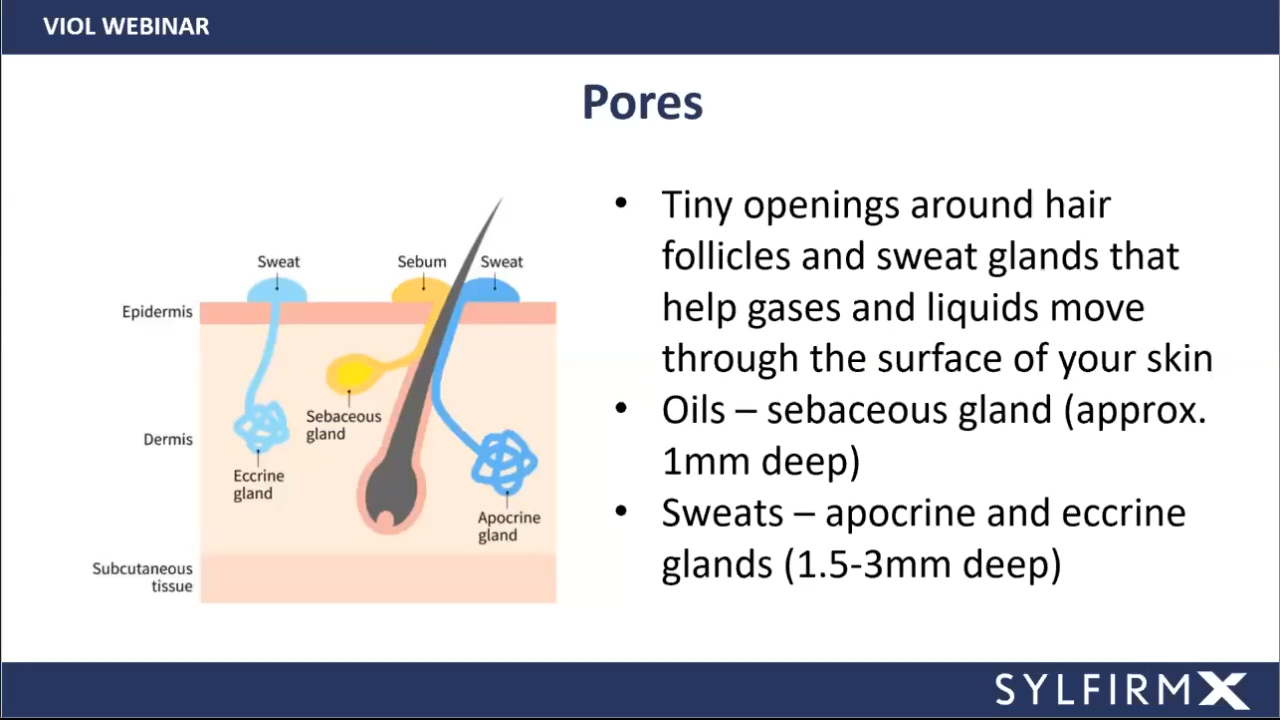 VIOL WEBINAR
Pores
Sweat
Sebum
Sweat
Epidermis
Sebaceous
gland
Dermis
Eccrine
gland
Apocrine
gland
Subcutaneous
tissue
• Tiny openings around hair
follicles and sweat glands that
help gases and liquids move
through the surface of your skin
• Oils – sebaceous gland (approx.
1mm deep)
• Sweats – apocrine and eccrine
glands (1.5-3mm deep)
SYLFIRM X